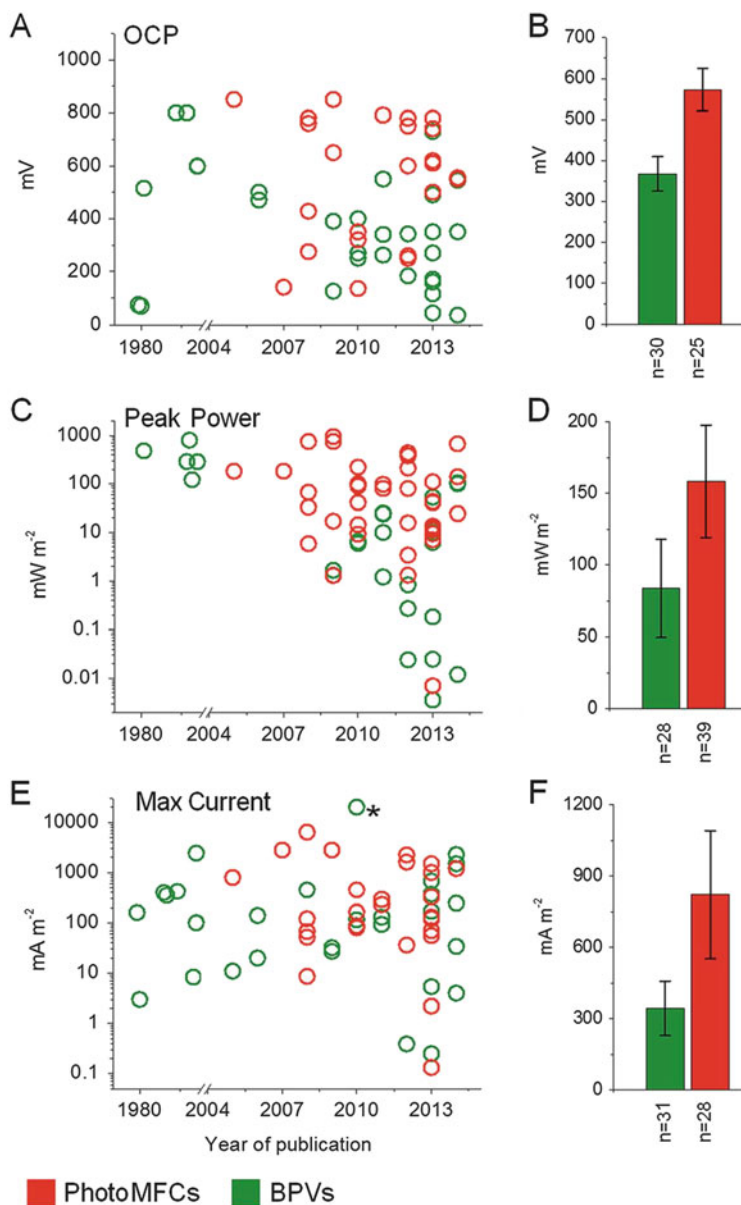 A OCP
1000
800
600
400
200
0
mV
1980 2004 2007 2010 2013
B
700
600
500
400
300
200
100
0
mV
n=30 n=25
C Peak Power
1000
100
10
1
0.1
0.01
mW m-2
1980 2004 2007 2010 2013
D
200
150
100
50
0
mW m-2
n=28 n=39
E Max Current
*
10000
1000
100
10
1
0.1
mA m-2
1980 2004 2007 2010 2013
Year of publication
F
1200
900
600
300
0
mA m-2
n=31 n=28
PhotoMFCs BPVs